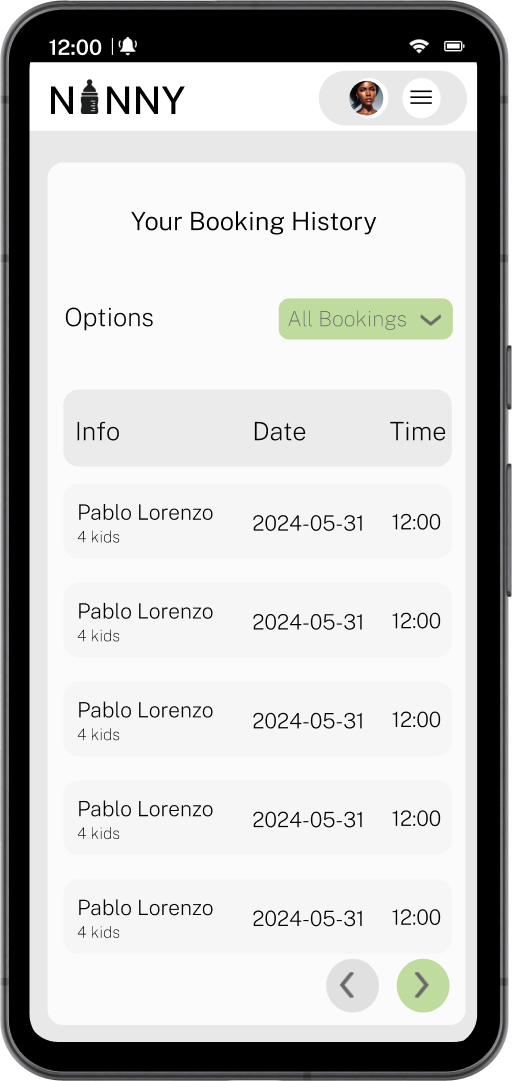 12:00
NANNY
Your Booking History
Options
All Bookings
Info Date Time
Pablo Lorenzo 2024-05-31 12:00
4 kids
Pablo Lorenzo 2024-05-31 12:00
4 kids
Pablo Lorenzo 2024-05-31 12:00
4 kids
Pablo Lorenzo 2024-05-31 12:00
4 kids
Pablo Lorenzo 2024-05-31 12:00
4 kids